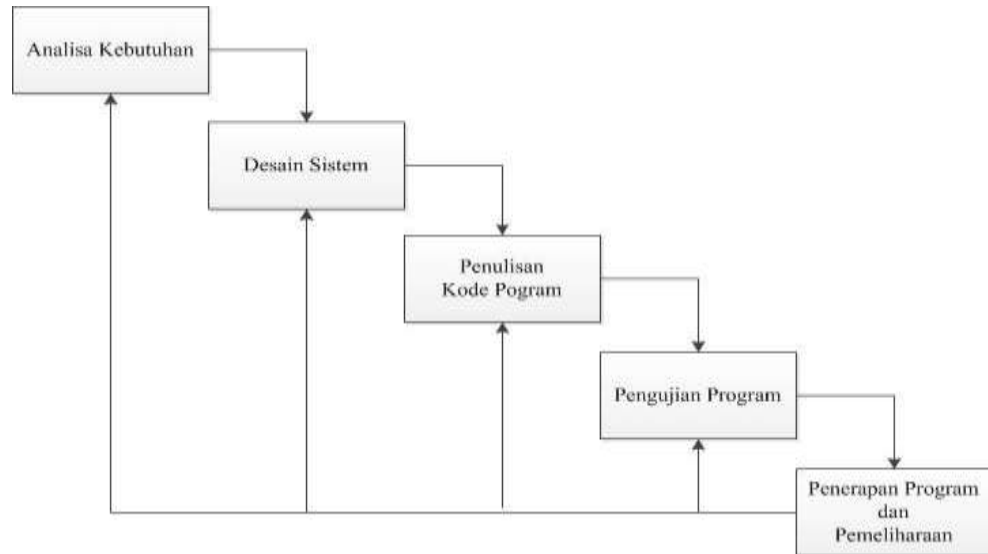 Analisa Kebutuhan
Desain Sistem
Penulisan
Kode Pogram
Pengujian Program
Penerapan Program
dan
Pemeliharaan